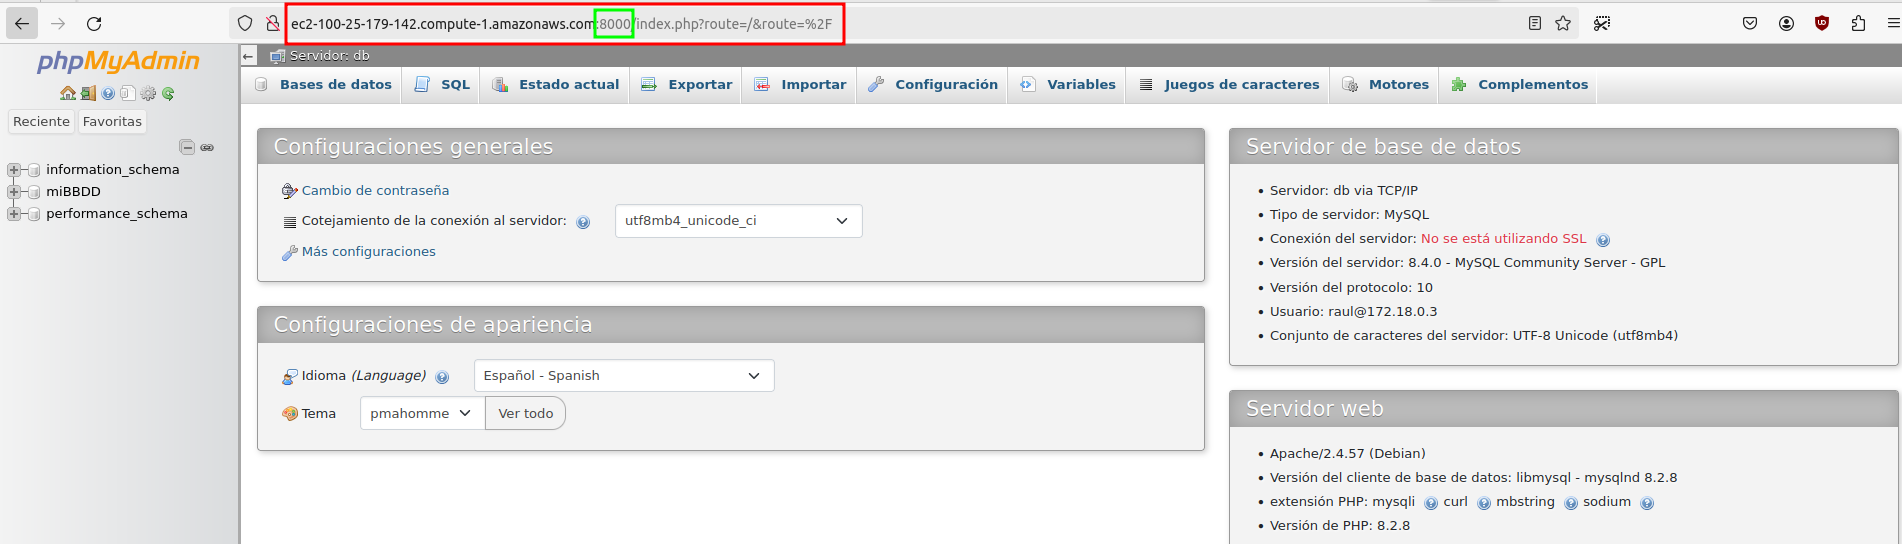 ec2-100-25-179-142.compute-1.amazonaws.com:8000/index.php?route=/&route=%2F
phpMyAdmin
Reciente Favoritas
information_schema
miBBDD
performance_schema
Servidor: db
Bases de datos SQL Estado actual Exportar Importar Configuración Variables Juegos de caracteres Motores Complementos
Configuraciones generales
Cambio de contraseña
Cotejamiento de la conexión al servidor: utf8mb4_unicode_ci
Más configuraciones
Configuraciones de apariencia
Idioma (Language) Español - Spanish
Tema pmahomme Ver todo
Servidor de base de datos
• Servidor: db via TCP/IP
• Tipo de servidor: MySQL
• Conexión del servidor: No se está utilizando SSL
• Versión del servidor: 8.4.0 - MySQL Community Server - GPL
• Versión del protocolo: 10
• Usuario: raul@172.18.0.3
• Conjunto de caracteres del servidor: UTF-8 Unicode (utf8mb4)
Servidor web
• Apache/2.4.57 (Debian)
• Versión del cliente de base de datos: libmysql - mysqlnd 8.2.8
• extensión PHP: mysqli curl mbstring sodium
• Versión de PHP: 8.2.8